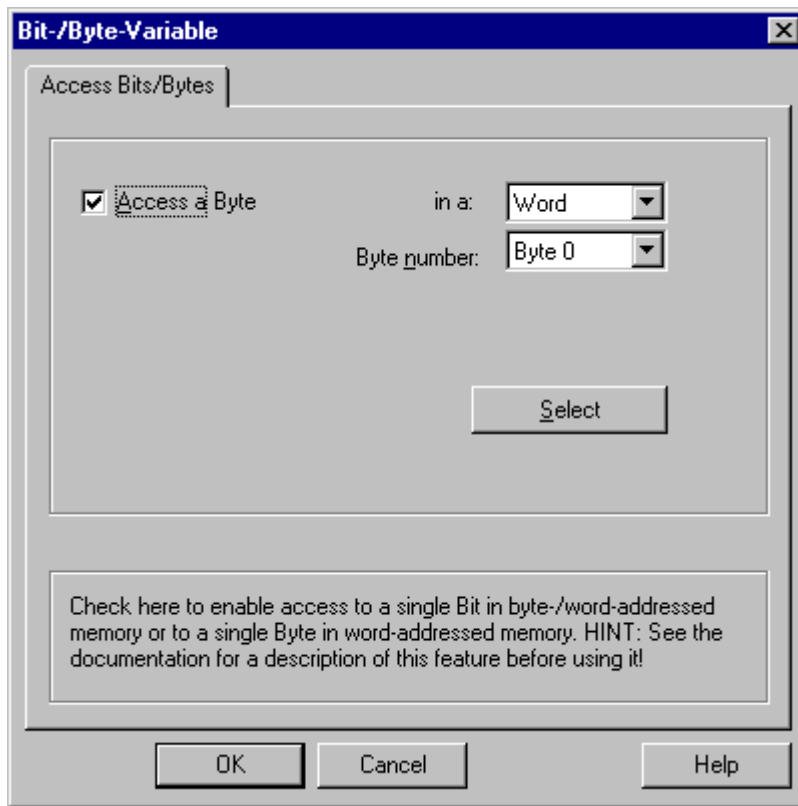 Bit-/Byte-Variable
Access Bits/Bytes
Access a Byte in a: Word
Byte number: Byte 0
Select
Check here to enable access to a single Bit in byte-/word-addressed
memory or to a single Byte in word-addressed memory. HINT: See the
documentation for a description of this feature before using it!
OK Cancel Help